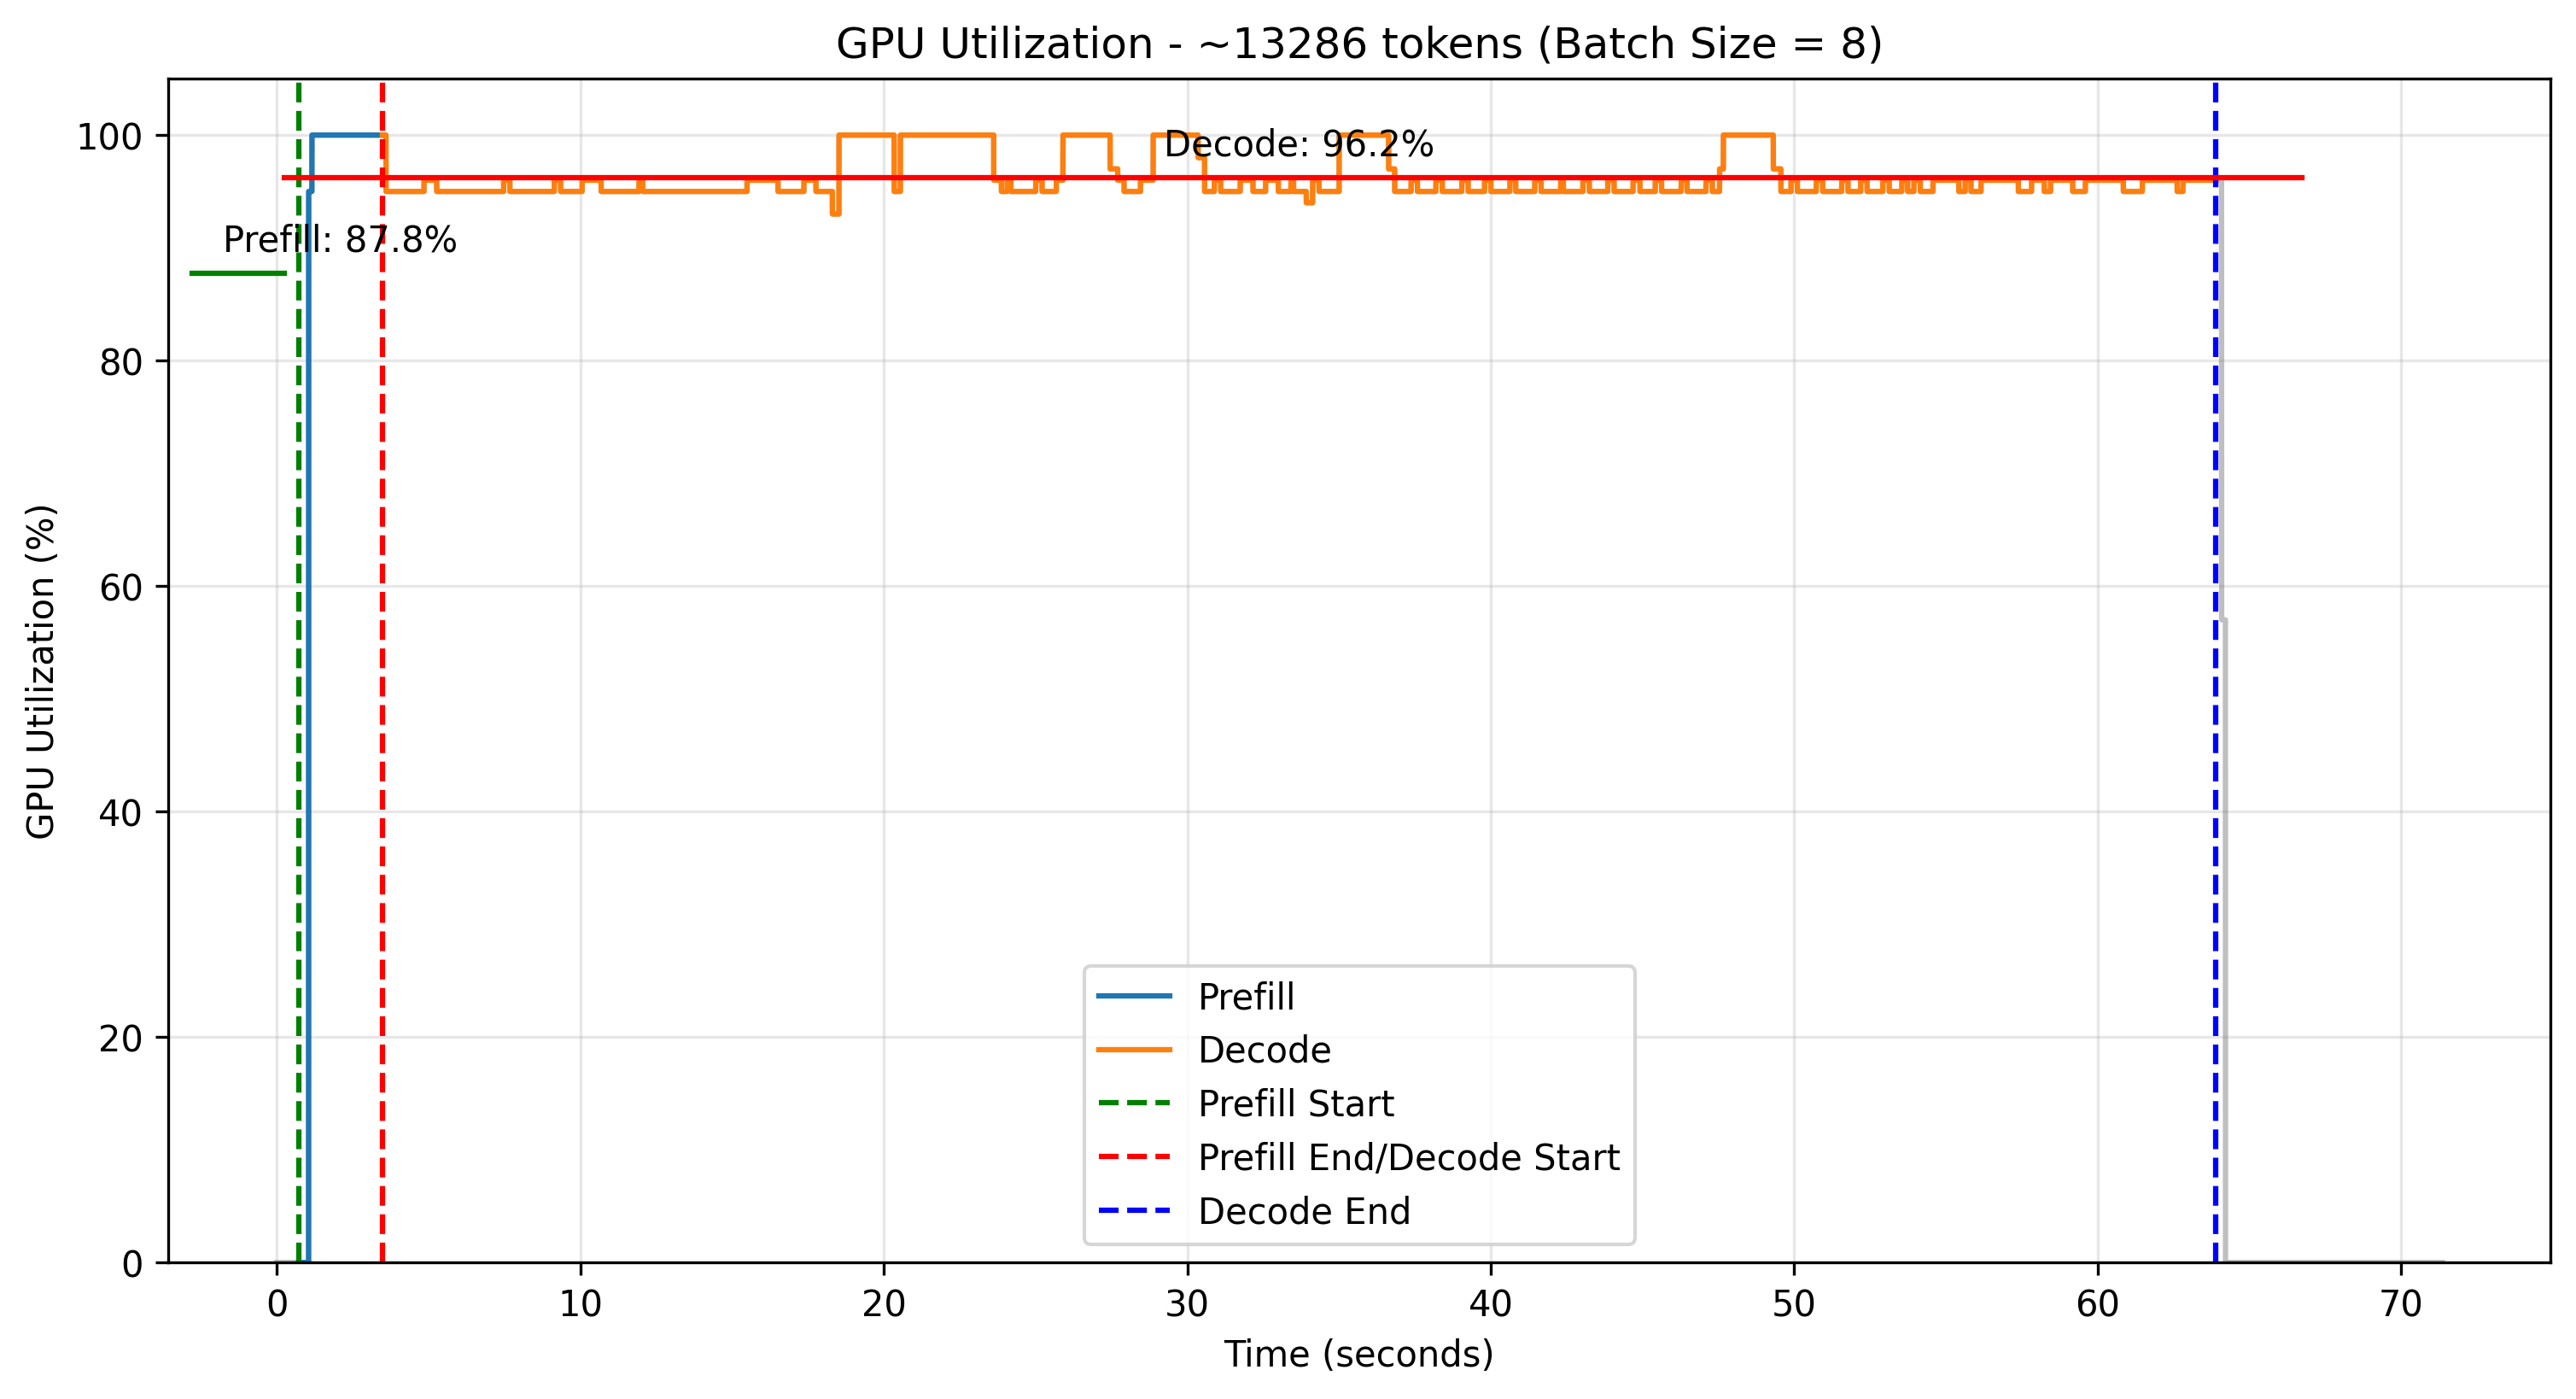 GPU Utilization - ~13286 tokens (Batch Size = 8)
GPU Utilization (%)
100
80
60
40
20
0
Decode: 96.2%
Prefill: 87.8%
Prefill
Decode
Prefill Start
Prefill End/Decode Start
Decode End
0 10 20 30 40 50 60 70
Time (seconds)